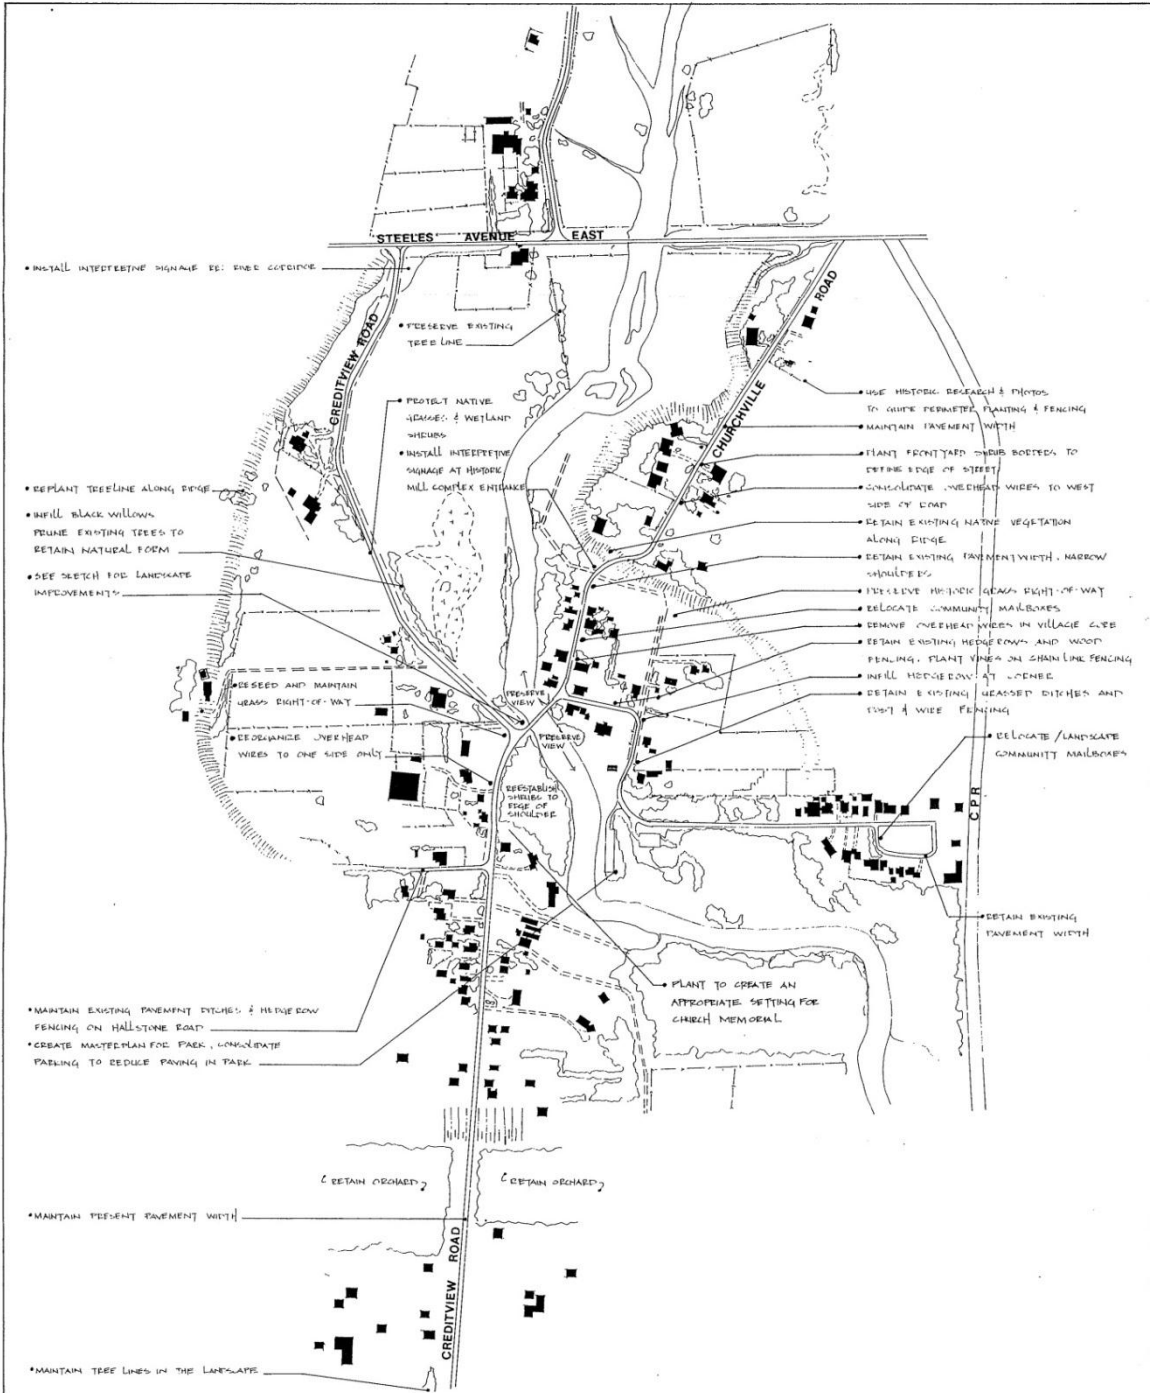 STEELES AVENUE EAST
• INSTALL INTERPRETIVE SIGNAGE RE: RIVER CORRIDOR
CREDITVIEW ROAD
• PRESERVE EXISTING
TREE LINE
CHURCHVILLE ROAD
• PROTECT NATIVE
GRASSES & WETLAND
SHRUBS
• INSTALL INTERPRETIVE
SIGNAGE AT HISTORIC
MILL COMPLEX ENTRANCE
• USE HISTORIC RESEARCH & PHOTOS
TO GUIDE PERIMETER PLANTING & FENCING
• MAINTAIN PAVEMENT WIDTH
• PLANT FRONTYARD SHRUB BORDERS TO
DEFINE EDGE OF STREET
• CONSOLIDATE OVERHEAD WIRES TO WEST
SIDE OF ROAD
• RETAIN EXISTING NATIVE VEGETATION
ALONG RIDGE
• RETAIN EXISTING PAVEMENT WIDTH, NARROW
SHOULDERS
• PRESERVE HISTORIC GRASS RIGHT-OF-WAY
• RELOCATE COMMUNITY MAILBOXES
• REMOVE OVERHEAD WIRES IN VILLAGE CORE
• RETAIN EXISTING HEDGEROWS AND WOOD
FENCING. PLANT VINES ON CHAIN LINK FENCING
• INFILL HEDGEROW AT CORNER
• RETAIN EXISTING GRASSED DITCHES AND
POST & WIRE FENCING
• REPLANT TREELINE ALONG RIDGE
• INFILL BLACK WILLOWS
PRUNE EXISTING TREES TO
RETAIN NATURAL FORM
• SEE SKETCH FOR LANDSCAPE
IMPROVEMENTS
• RESEED AND MAINTAIN
GRASS RIGHT-OF-WAY
• REORGANIZE OVERHEAD
WIRES TO ONE SIDE ONLY
PRESERVE
VIEW
PRESERVE
VIEW
REESTABLISH
SHRUBS TO
EDGE OF
SHOULDER
• RELOCATE/LANDSCAPE
COMMUNITY MAILBOXES
CPR
• RETAIN EXISTING
PAVEMENT WIDTH
• PLANT TO CREATE AN
APPROPRIATE SETTING FOR
CHURCH MEMORIAL
• MAINTAIN EXISTING PAVEMENT DITCHES & HEDGEROW
FENCING ON HALLSTONE ROAD
• CREATE MASTERPLAN FOR PARK, CONSOLIDATE
PARKING TO REDUCE PAVING IN PARK
RETAIN ORCHARD
RETAIN ORCHARD
• MAINTAIN PRESENT PAVEMENT WIDTH
CREDITVIEW ROAD
• MAINTAIN TREE LINES IN THE LANDSCAPE